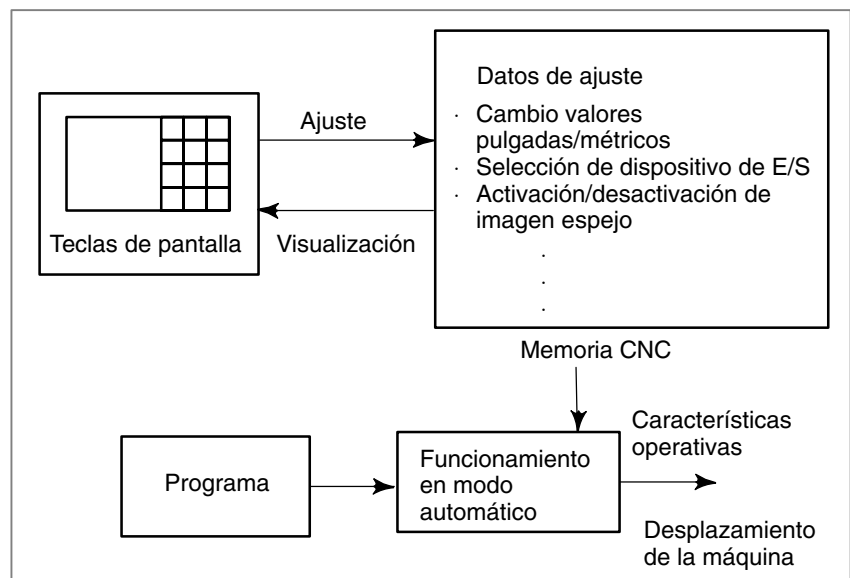 Datos de ajuste
· Cambio valores
pulgadas/métricos
· Selección de dispositivo de E/S
· Activación/desactivación de
imagen espejo
.
.
.
Ajuste
Visualización
Teclas de pantalla
Memoria CNC
Programa
Funcionamiento
en modo
automático
Características
operativas
Desplazamiento
de la máquina